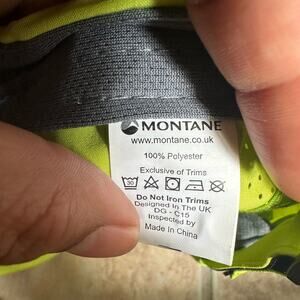 MONTANE
www.montane.co.uk
100% Polyester
Exclusive of Trims
30
Do Not Iron Trims
Designed In The UK
DG - C15
Inspected by
Made In China